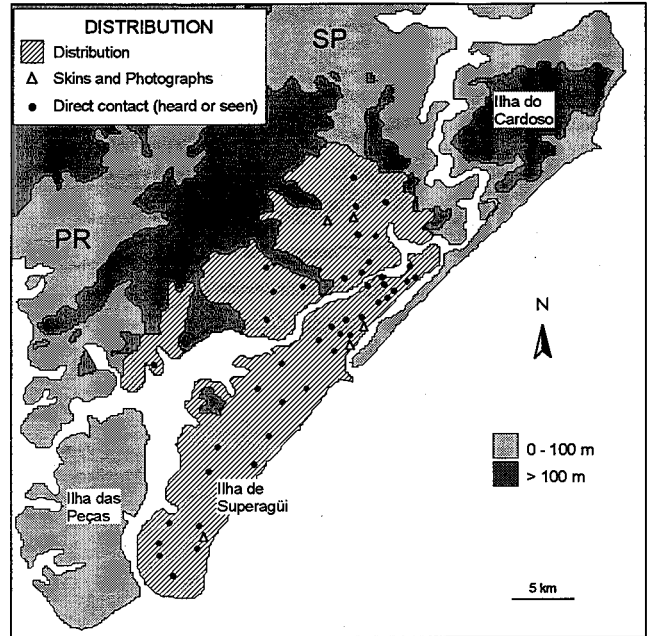 DISTRIBUTION
Distribution
Skins and Photographs
Direct contact (heard or seen)
SP
Ilha do
Cardoso
PR
N
0 - 100 m
> 100 m
Ilha das
Peças
Ilha de
Superagüi
5 km